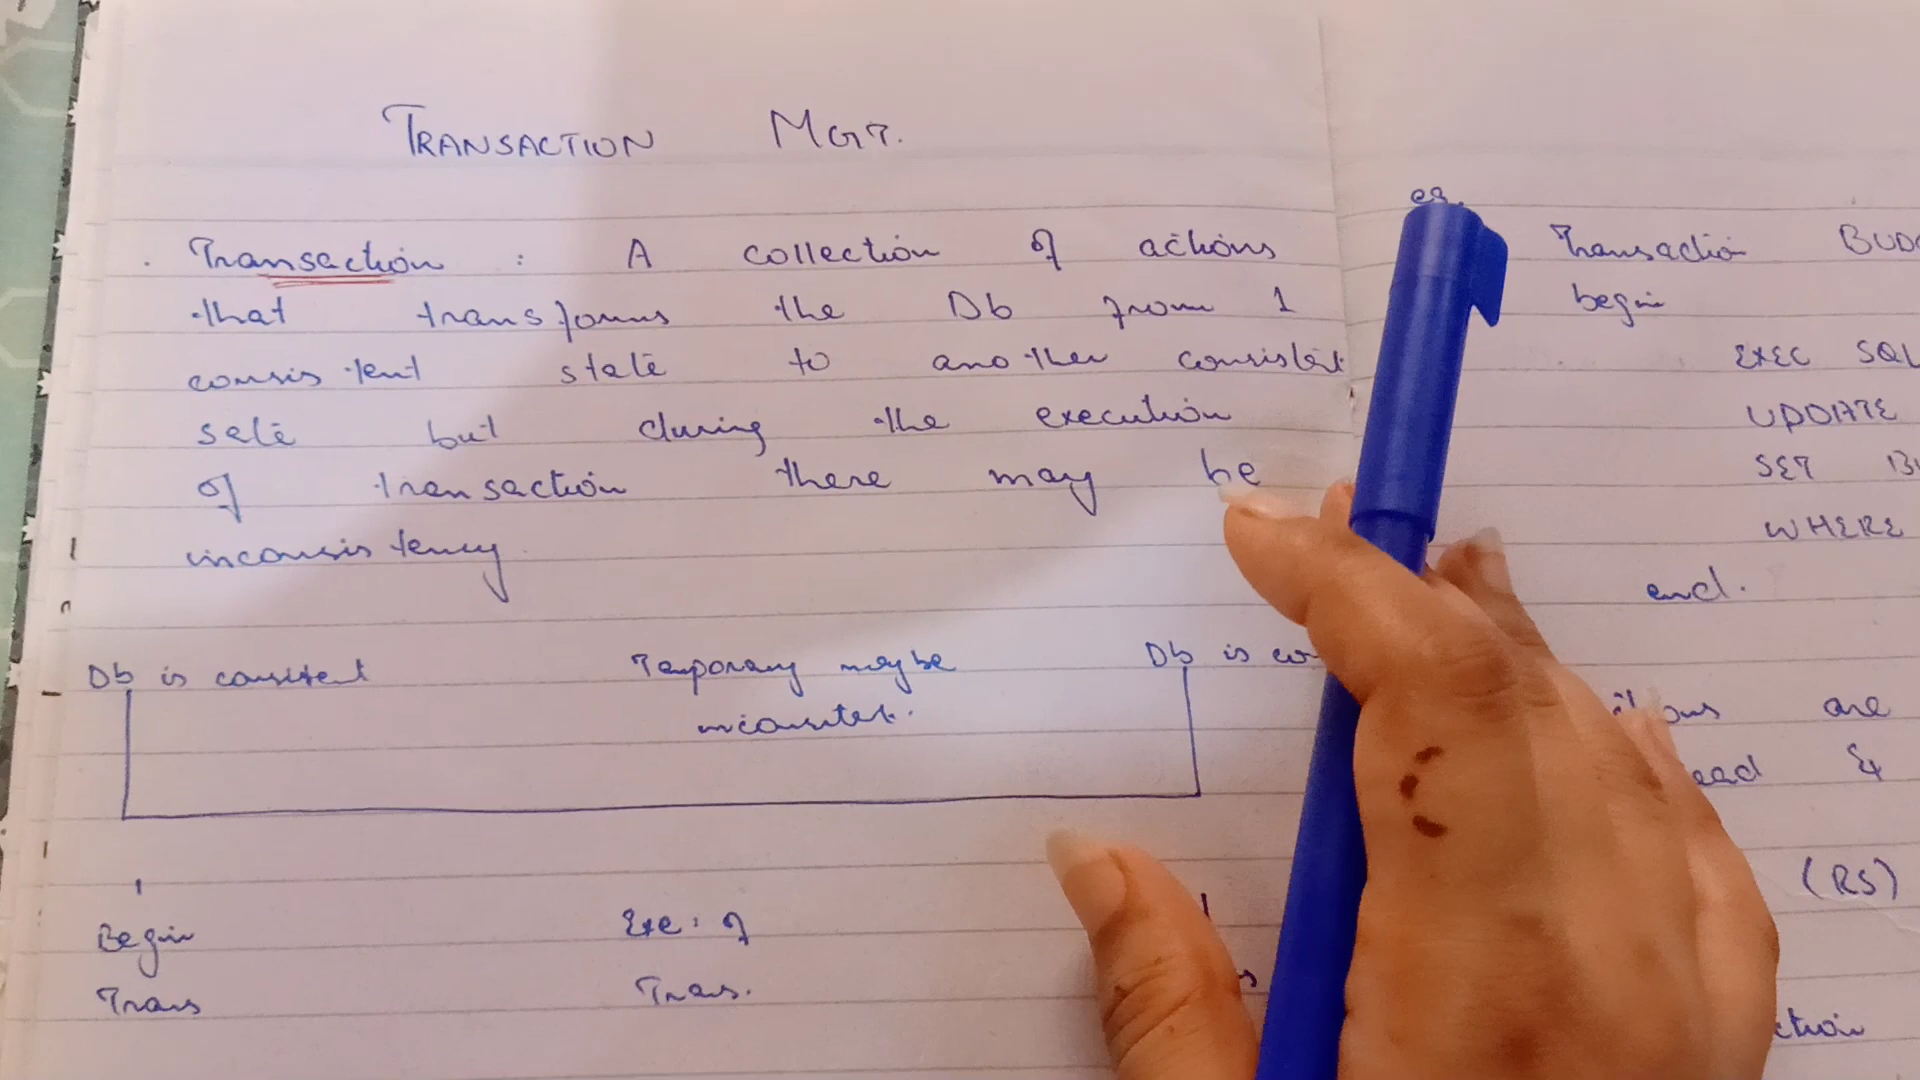 TRANSACTION MGT.
Transaction : A collection of actions
that transforms the Db from 1
consistent state to another consistent
sate but during the execution
of transaction there may be
inconsistency.
Db is consistent Temporary maybe Db is
inconsitet.
Begin Exe. of
Trans Trans.
eg. Transaction
begin
EXEC SQL
UPDATE
SET
WHERE
end.
are
&
(RS)